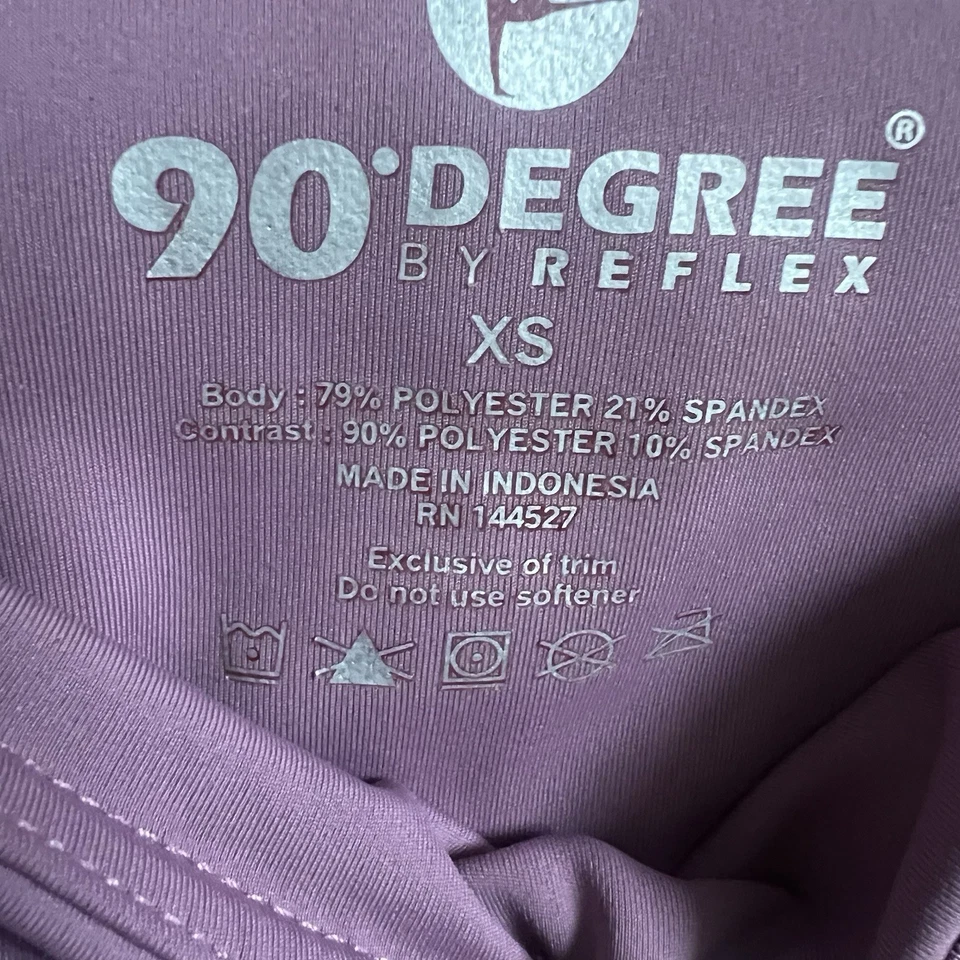 90° DEGREE®
BY REFLEX
XS
Body : 79% POLYESTER 21% SPANDEX
Contrast : 90% POLYESTER 10% SPANDEX
MADE IN INDONESIA
RN 144527
Exclusive of trim
Do not use softener